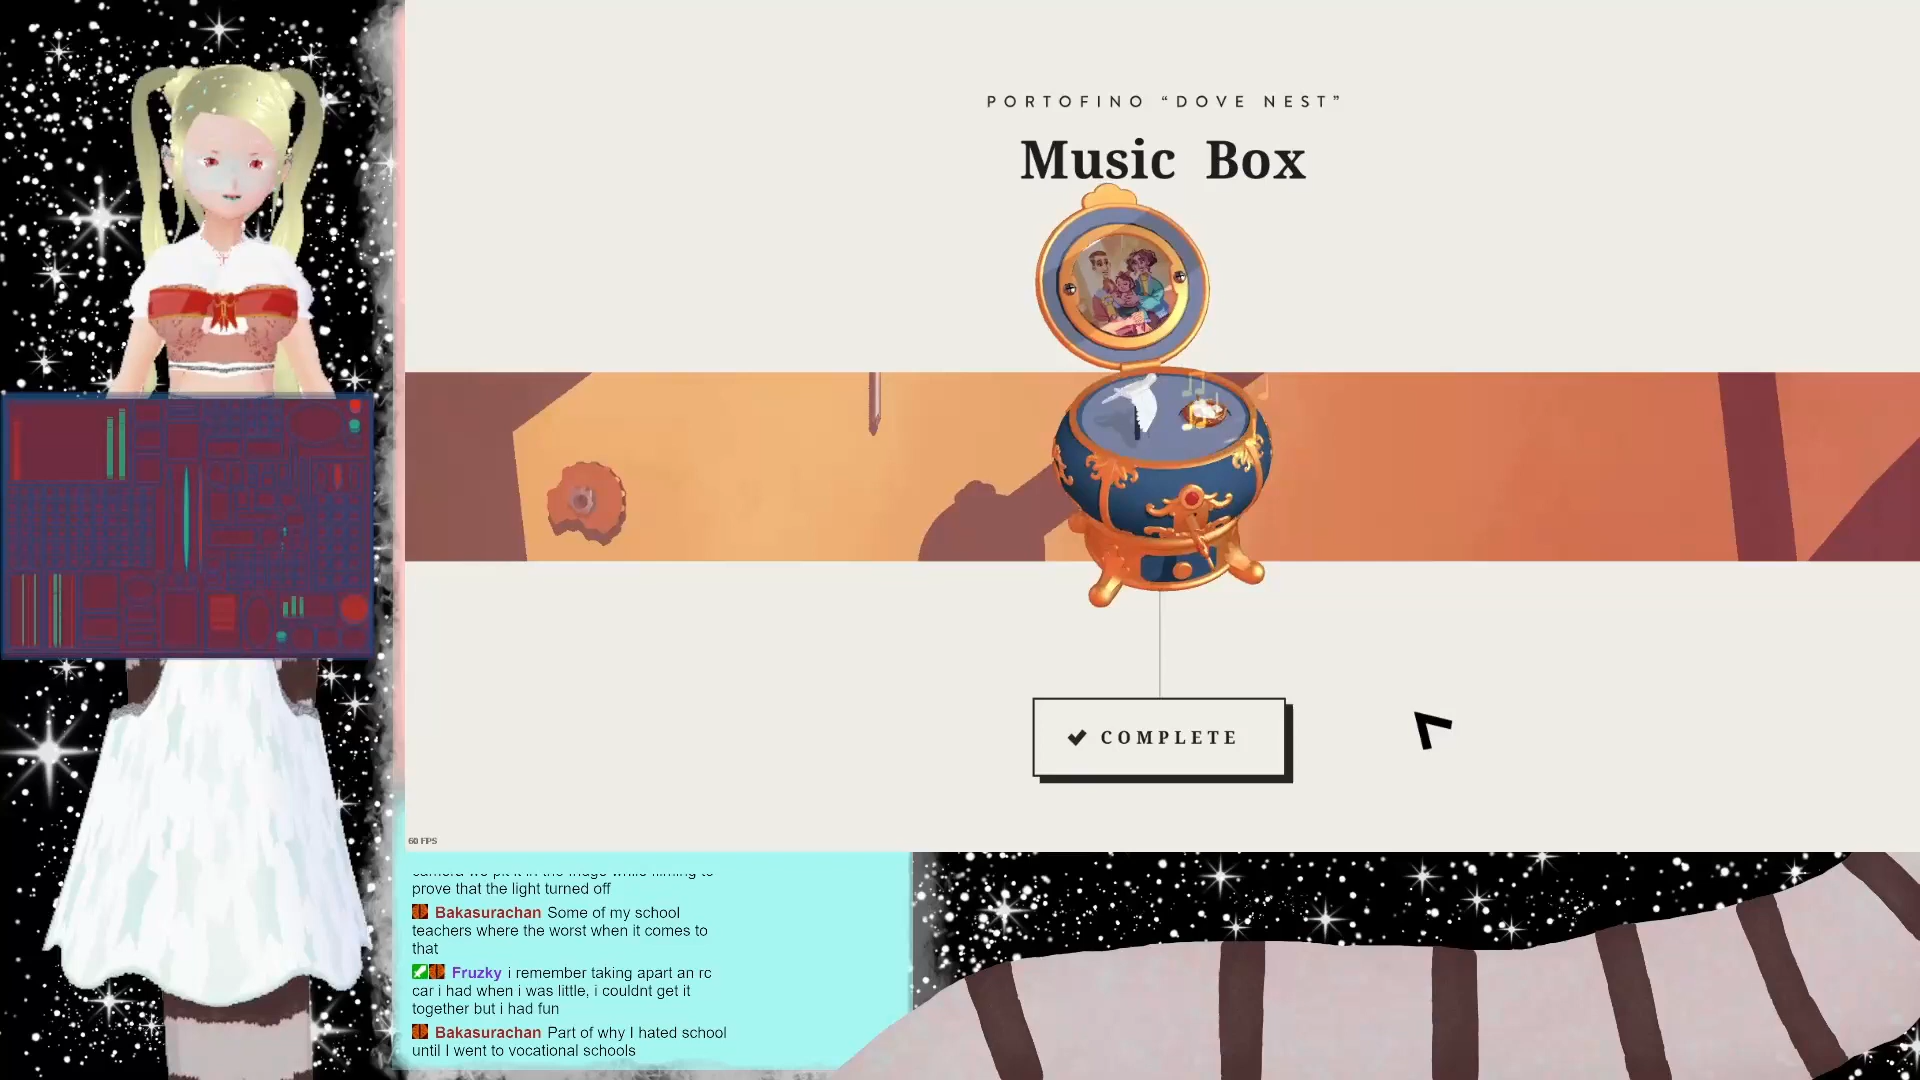 PORTOFINO “DOVE NEST”
Music Box
COMPLETE
60 FPS
prove that the light turned off
Bakasurachan Some of my school
teachers where the worst when it comes to
that
Fruzky i remember taking apart an rc
car i had when i was little, i couldnt get it
together but i had fun
Bakasurachan Part of why I hated school
until I went to vocational schools